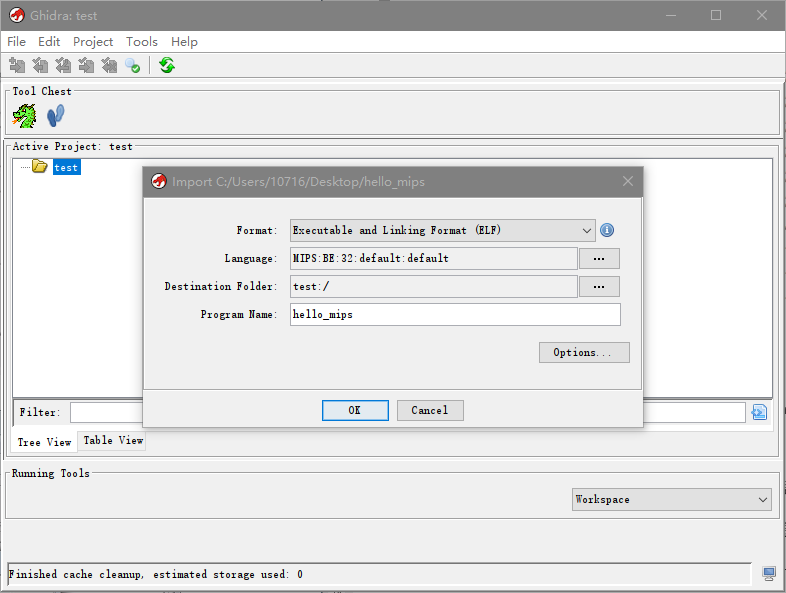 Ghidra: test
File Edit Project Tools Help
Tool Chest
Active Project: test
test
Import C:/Users/10716/Desktop/hello_mips
Format: Executable and Linking Format (ELF)
Language: MIPS:BE:32:default:default ...
Destination Folder: test:/ ...
Program Name: hello_mips
Options...
OK Cancel
Filter:
Tree View Table View
Running Tools
Workspace
Finished cache cleanup, estimated storage used: 0